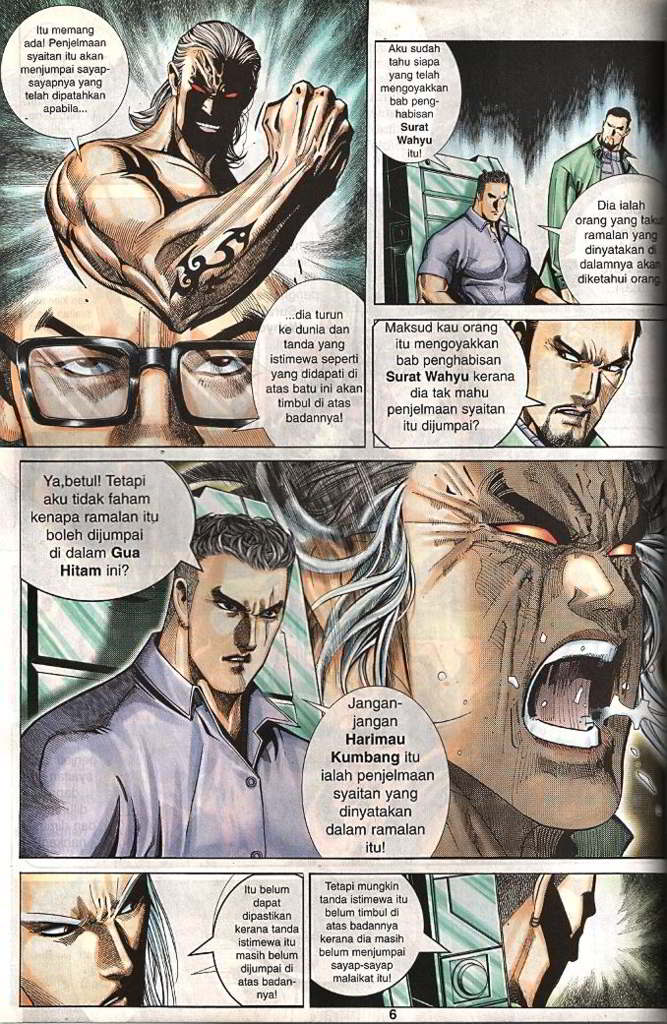 Itu memang
ada! Penjelmaan
syaitan itu akan
menjumpai sayap-
sayapnya yang
telah dipatahkan
apabila...
...dia turun
ke dunia dan
tanda yang
istimewa seperti
yang didapati di
atas batu ini akan
timbul di atas
badannya!
Aku sudah
tahu siapa
yang telah
mengoyakkan
bab peng-
habisan
Surat
Wahyu
itu!
Dia ialah
orang yang takut
ramalan yang
dinyatakan di
dalamnya akan
diketahui orang.
Maksud kau orang
itu mengoyakkan
bab penghabisan
Surat Wahyu kerana
dia tak mahu
penjelmaan syaitan
itu dijumpai?
Ya,betul! Tetapi
aku tidak faham
kenapa ramalan itu
boleh dijumpai
di dalam Gua
Hitam ini?
Jangan-
jangan
Harimau
Kumbang itu
ialah penjelmaan
syaitan yang
dinyatakan
dalam ramalan
itu!
Itu belum
dapat
dipastikan
kerana tanda
istimewa itu
masih belum
dijumpai di
atas badan-
nya!
Tetapi mungkin
tanda istimewa itu
belum timbul di
atas badannya
kerana dia masih
belum menjumpai
sayap-sayap
malaikat itu!
6